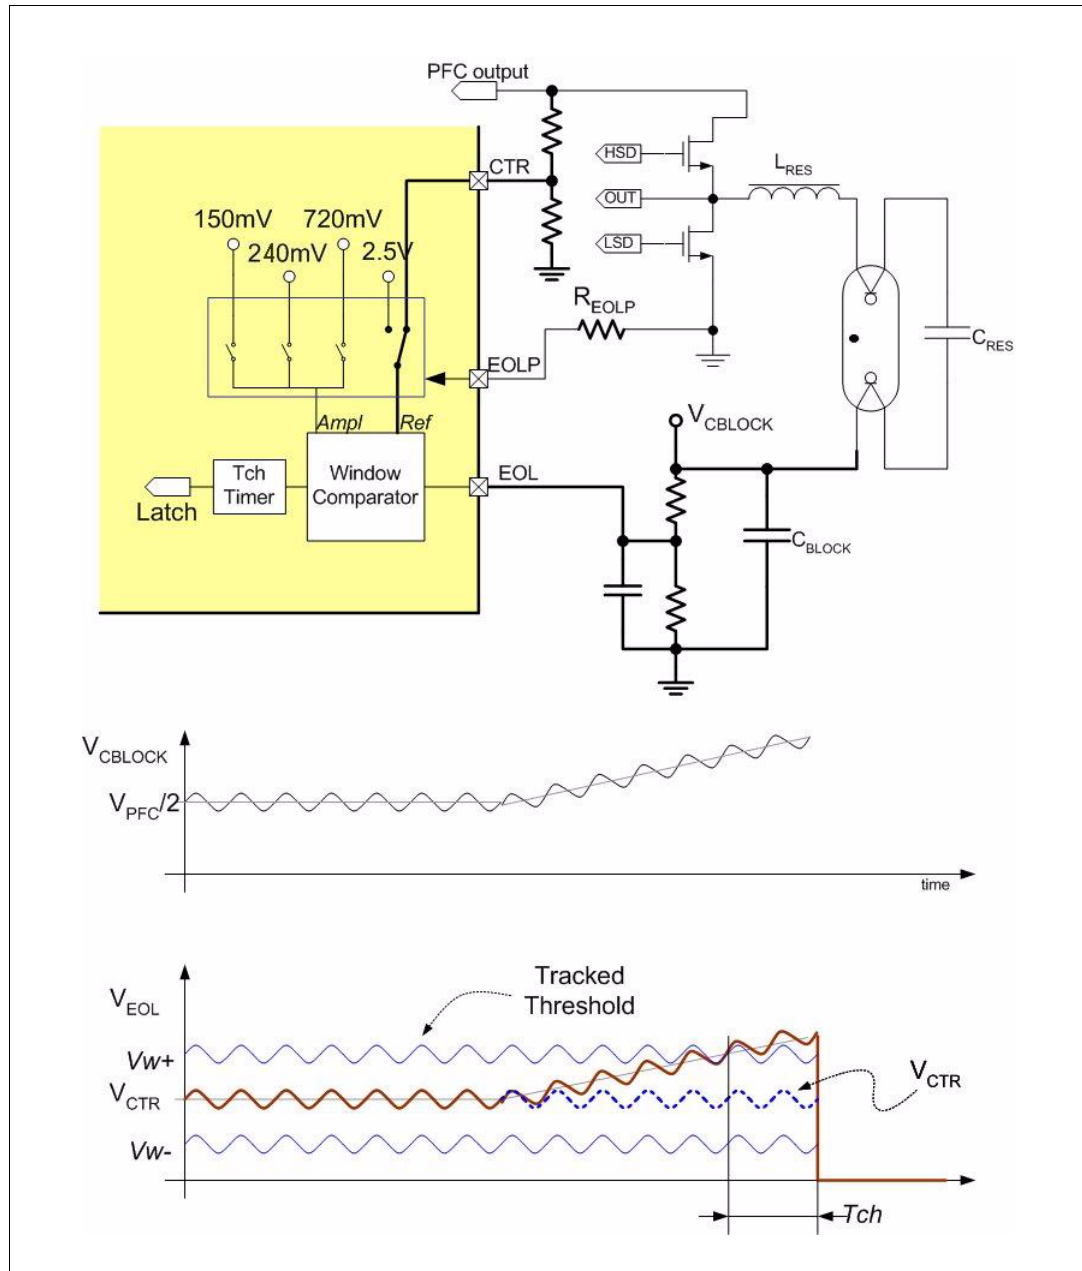 PFC output
HSD
CTR
LRES
OUT
150mV
720mV
LSD
240mV
2.5V
REOLP
CRES
EOLP
Ampl
Ref
VCBLOCK
Tch
Timer
Window
Comparator
EOL
Latch
CBLOCK
VCBLOCK
VPFC/2
time
Tracked
Threshold
VEOL
Vw+
VCTR
VCTR
Vw-
Tch